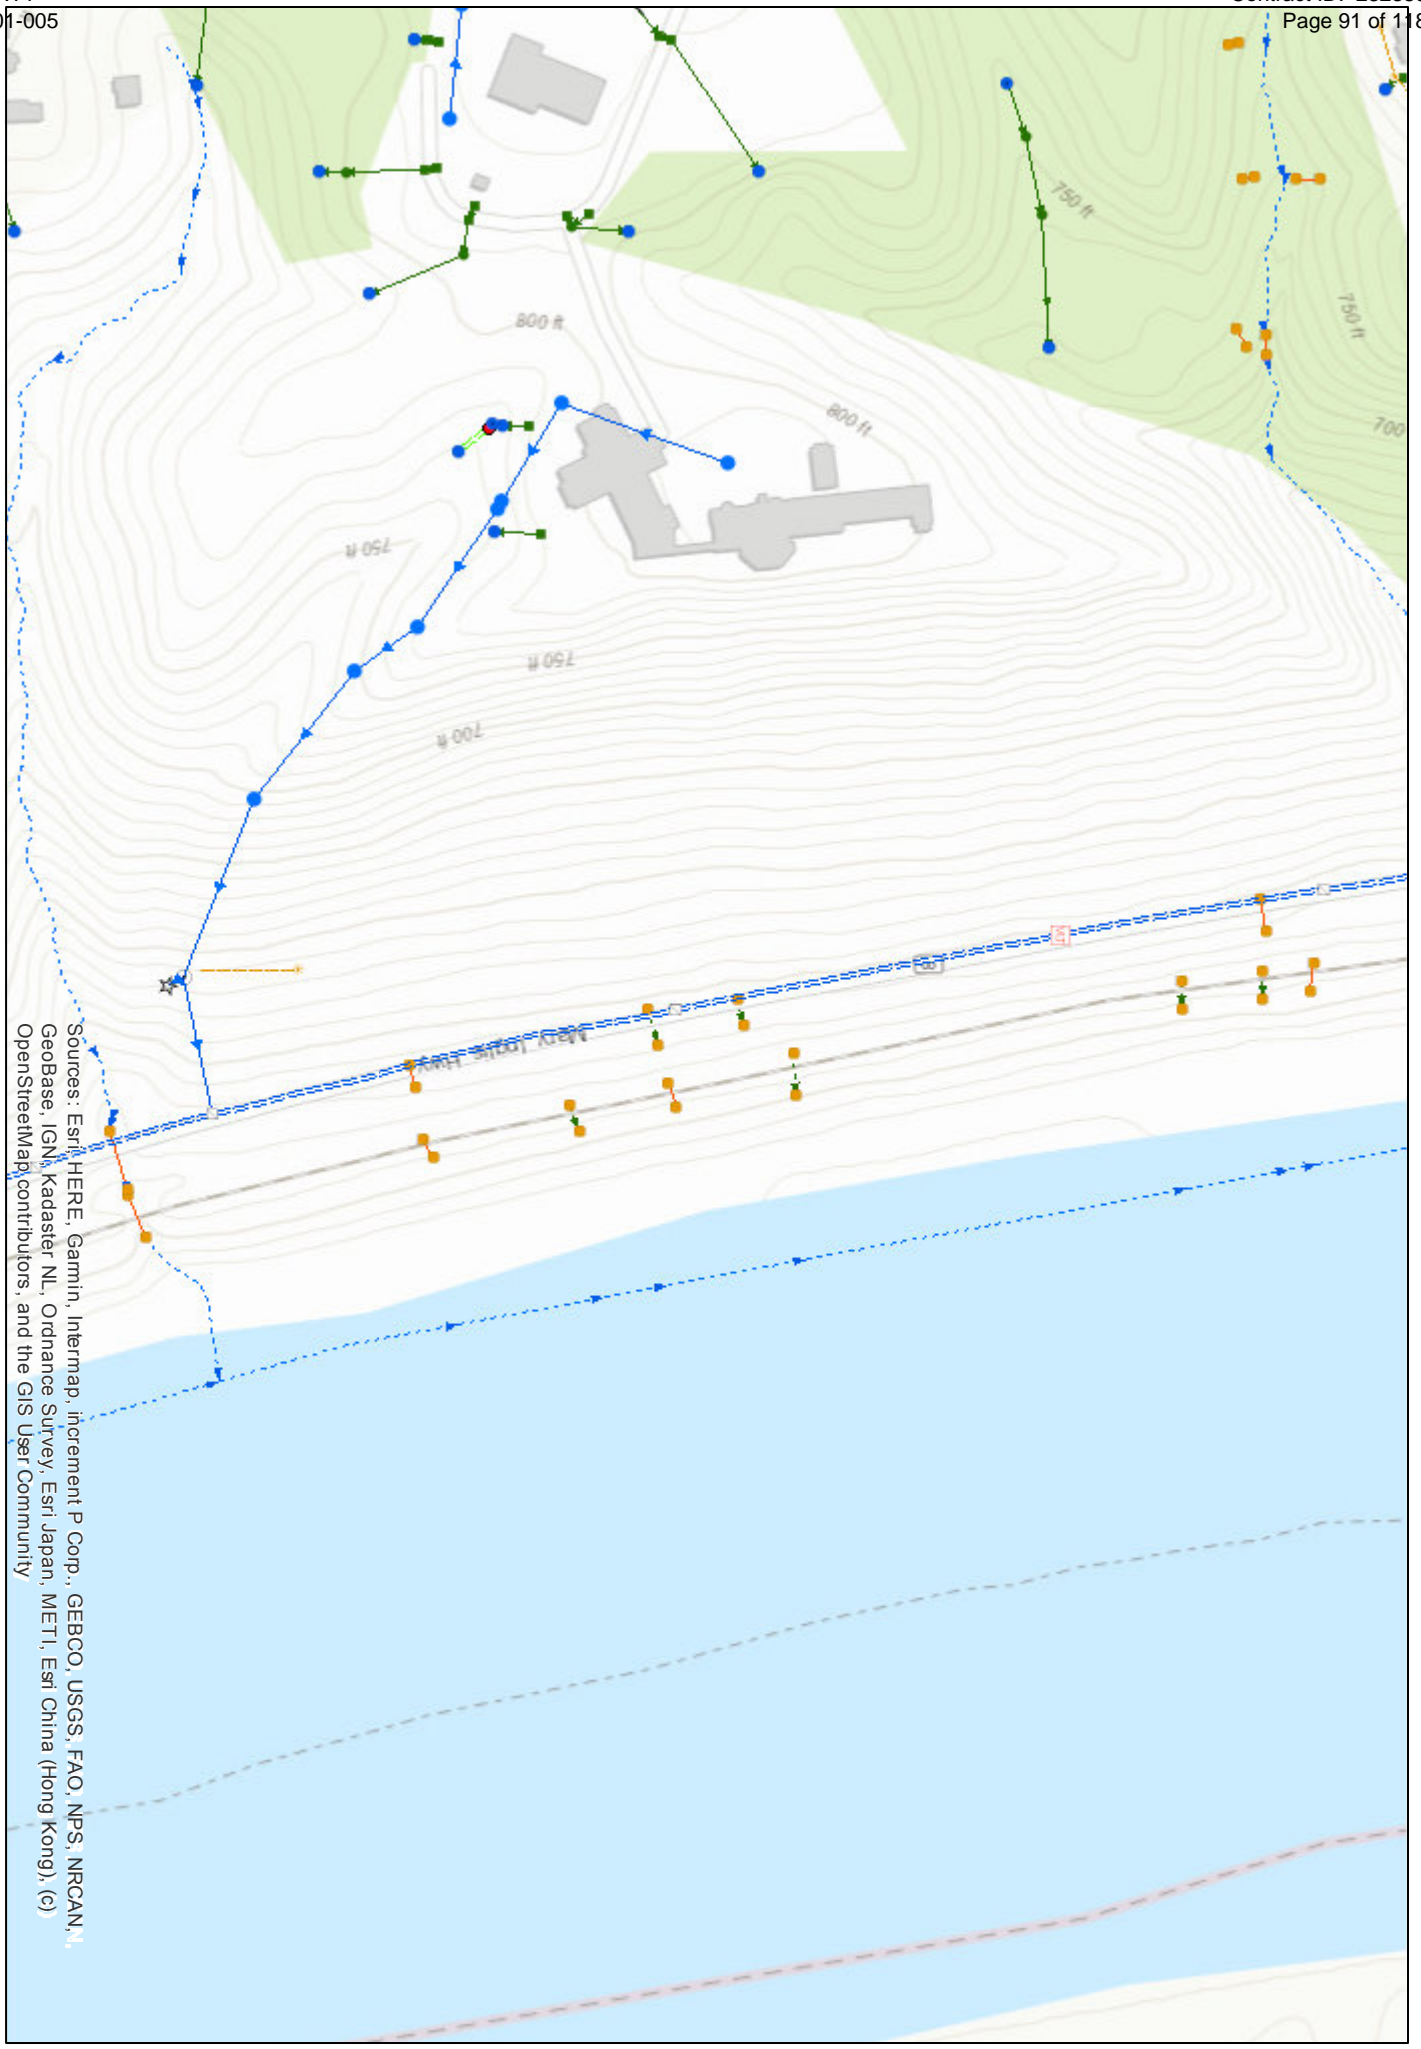 01-005
Page 91 of 118
750 ft
750 ft
800 ft
800 ft
700
750 ft
750 ft
700 ft
8
Mary Inglis Hwy
Sources: Esri, HERE, Garmin, Intermap, increment P Corp., GEBCO, USGS, FAO, NPS, NRCAN,
GeoBase, IGN, Kadaster NL, Ordnance Survey, Esri Japan, METI, Esri China (Hong Kong), (c)
OpenStreetMap contributors, and the GIS User Community